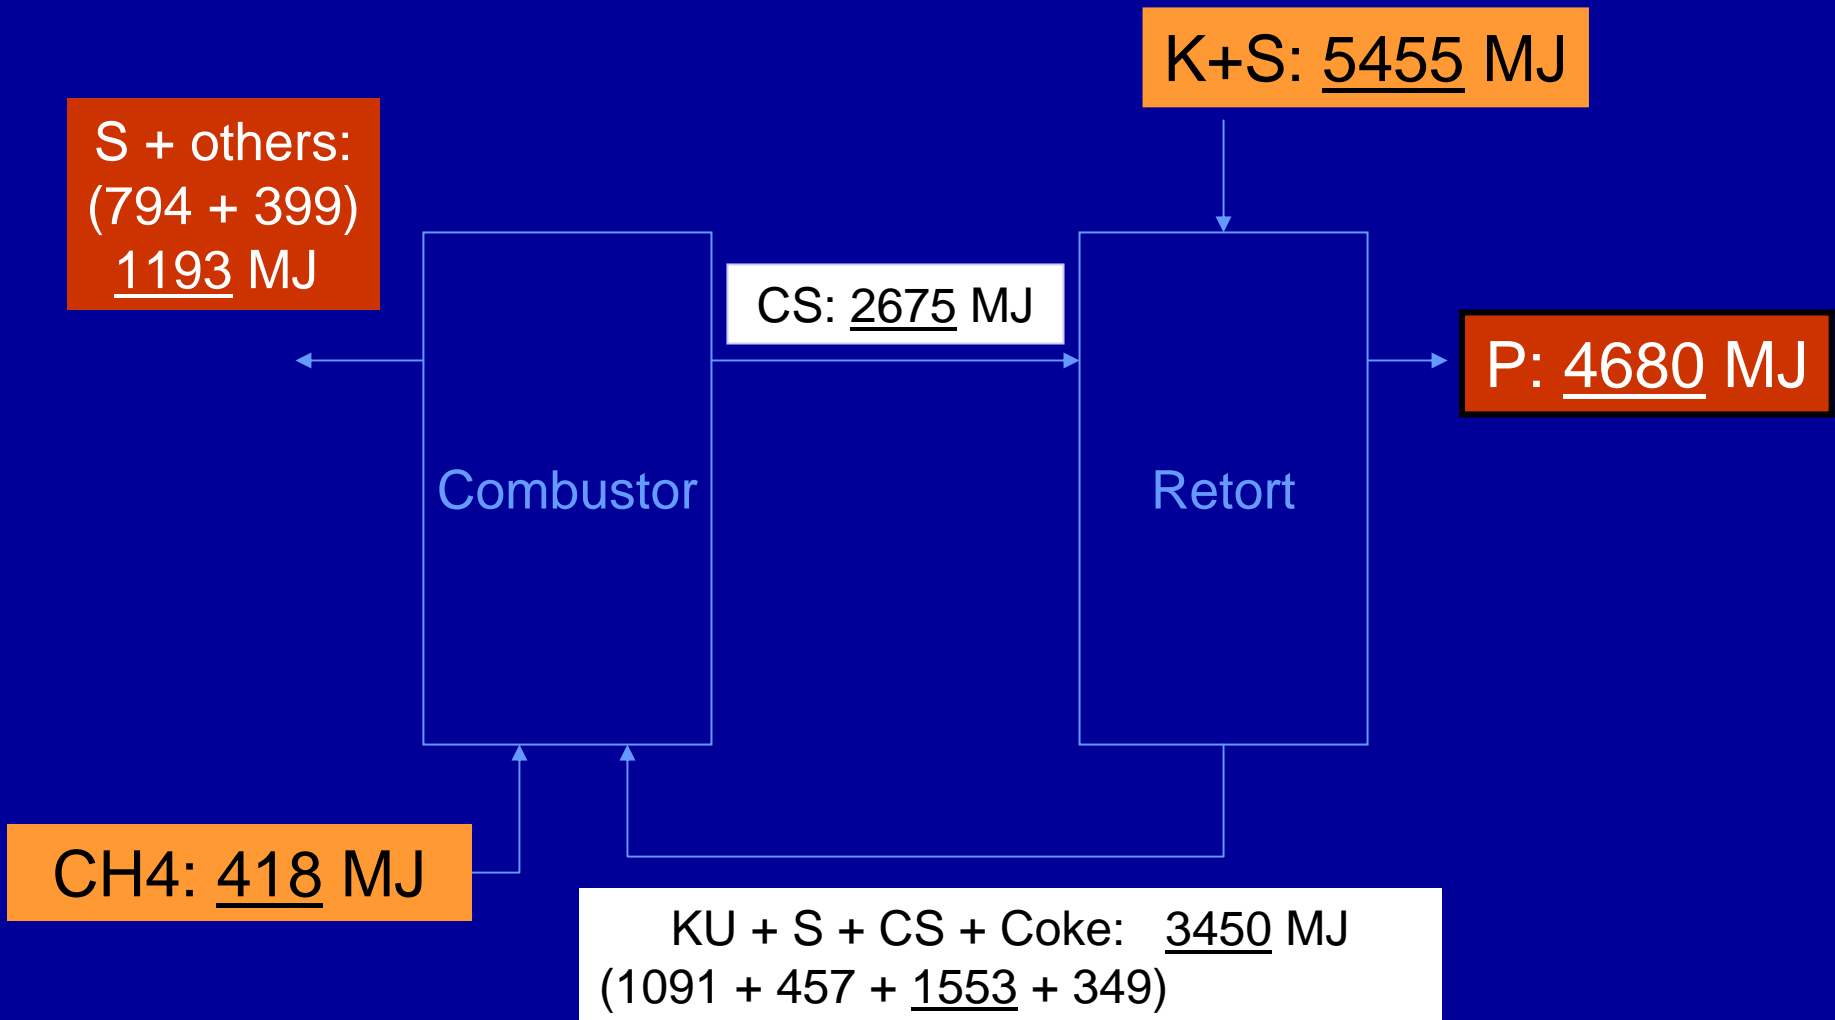 K+S: 5455 MJ
S + others:
(794 + 399)
1193 MJ
CS: 2675 MJ
P: 4680 MJ
Combustor
Retort
CH4: 418 MJ
KU + S + CS + Coke: 3450 MJ
(1091 + 457 + 1553 + 349)